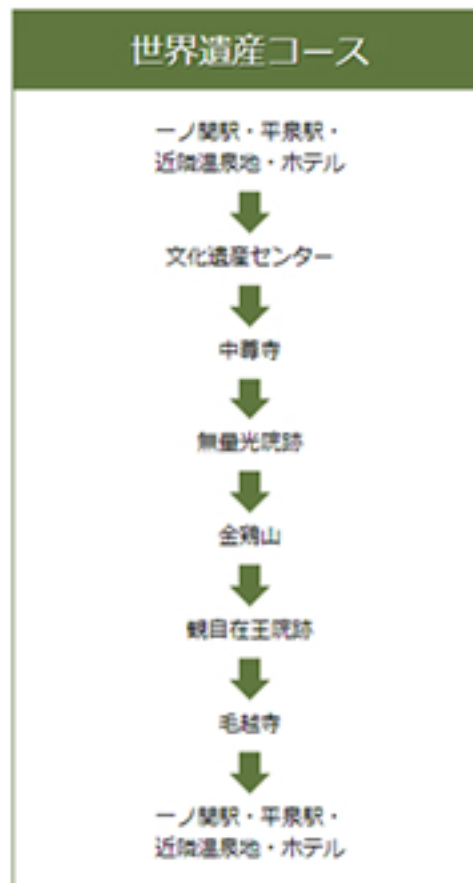 世界遺産コース
一ノ関駅・平泉駅・
近隣温泉地・ホテル
文化遺産センター
中尊寺
無量光院跡
金鶏山
観自在王院跡
毛越寺
一ノ関駅・平泉駅・
近隣温泉地・ホテル